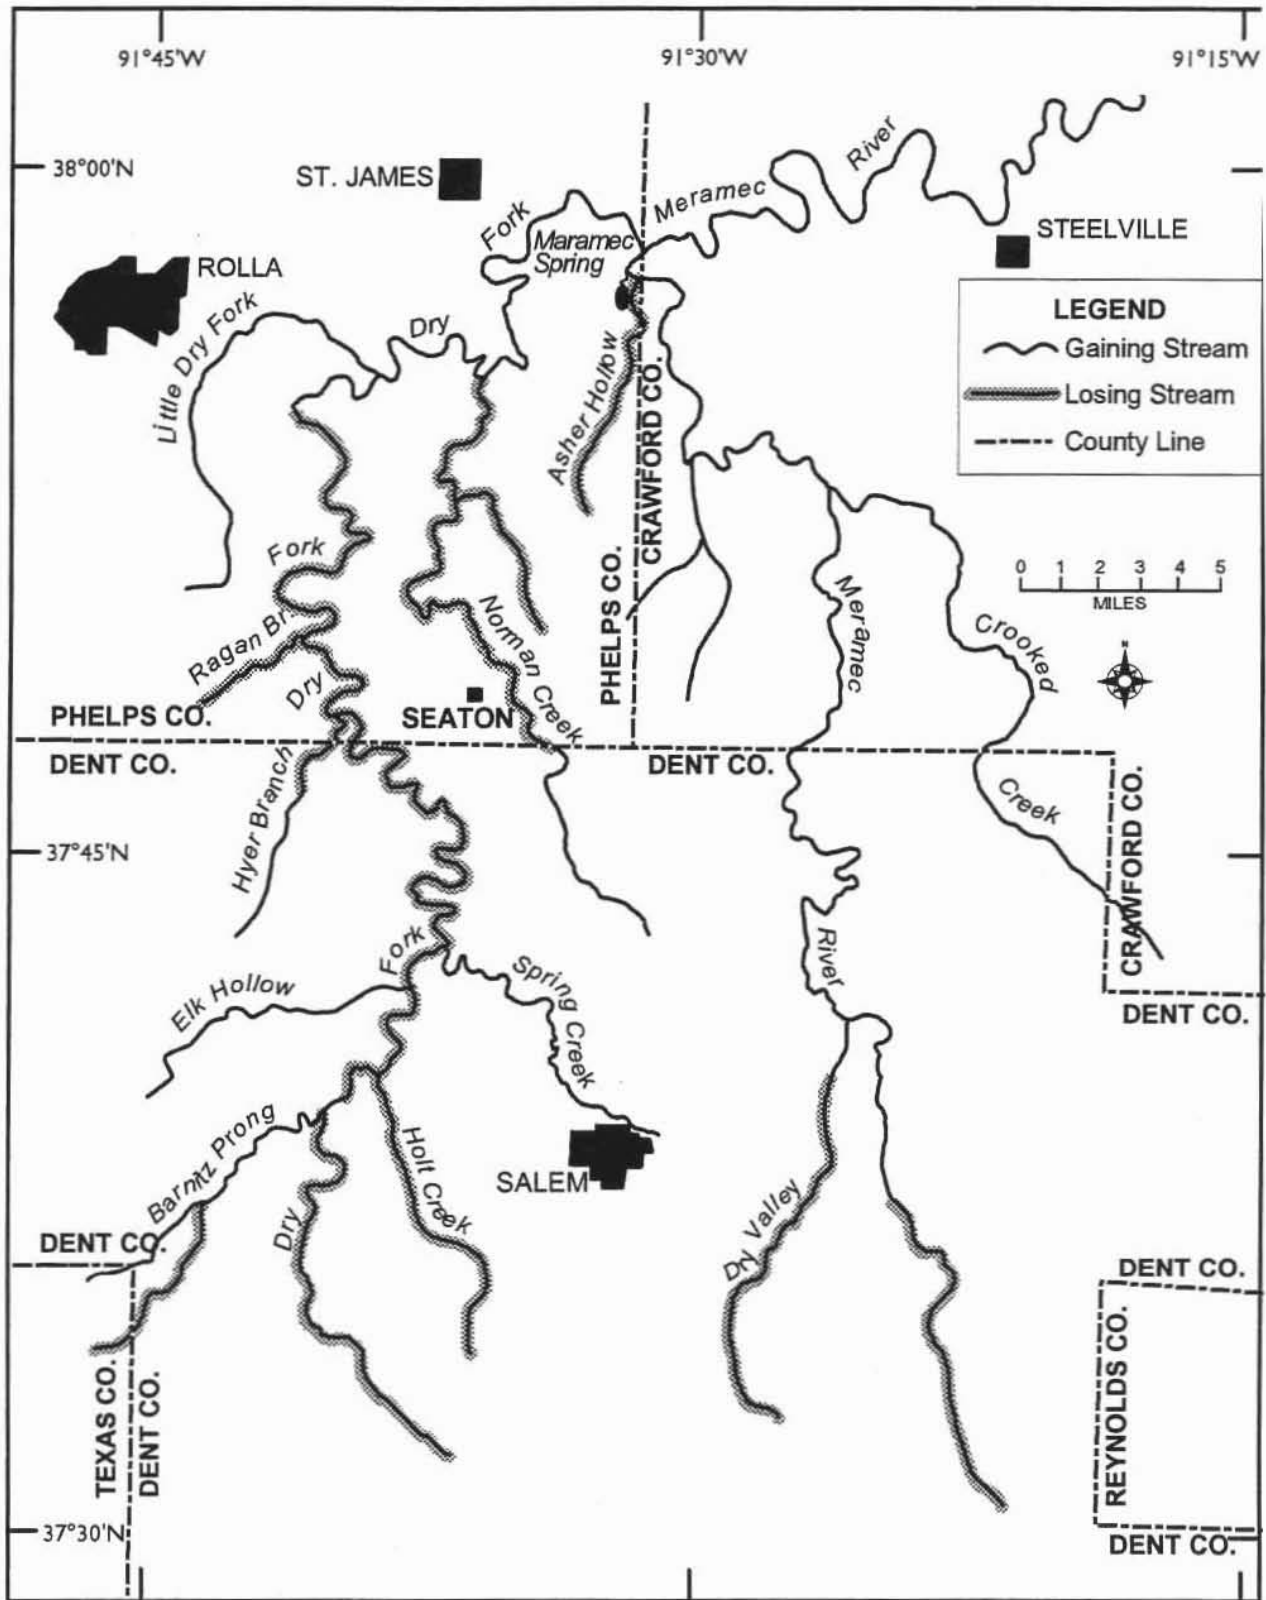 91°45'W
91°30'W
91°15'W
38°00'N
ST. JAMES
Fork
Maramec
Spring
Meramec
River
STEELVILLE
ROLLA
Little Dry Fork
Dry
Asher Hollow
CRAWFORD CO.
LEGEND
Gaining Stream
Losing Stream
County Line
0 1 2 3 4 5
MILES
N
Fork
Ragan Br.
Dry
Norman Creek
PHELPS CO.
Meramec
Crooked
PHELPS CO.
SEATON
DENT CO.
DENT CO.
Hyer Branch
Creek
CRAWFORD CO.
37°45'N
Fork
River
Elk Hollow
Spring Creek
DENT CO.
Barnitz Prong
Holt Creek
SALEM
Dry
Dry Valley
DENT CO.
DENT CO.
TEXAS CO.
DENT CO.
REYNOLDS CO.
37°30'N
DENT CO.